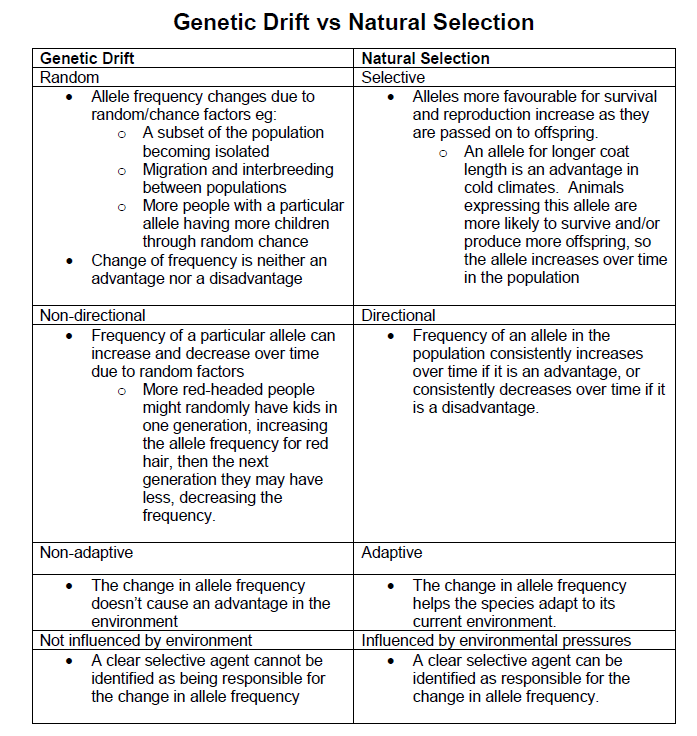 Genetic Drift vs Natural Selection
Genetic Drift
Natural Selection
Random
Selective
• Allele frequency changes due to
random/chance factors eg:
o A subset of the population
becoming isolated
o Migration and interbreeding
between populations
o More people with a particular
allele having more children
through random chance
• Change of frequency is neither an
advantage nor a disadvantage
• Alleles more favourable for survival
and reproduction increase as they
are passed on to offspring.
o An allele for longer coat
length is an advantage in
cold climates. Animals
expressing this allele are
more likely to survive and/or
produce more offspring, so
the allele increases over time
in the population
Non-directional
Directional
• Frequency of a particular allele can
increase and decrease over time
due to random factors
o More red-headed people
might randomly have kids in
one generation, increasing
the allele frequency for red
hair, then the next
generation they may have
less, decreasing the
frequency.
• Frequency of an allele in the
population consistently increases
over time if it is an advantage, or
consistently decreases over time if it
is a disadvantage.
Non-adaptive
Adaptive
• The change in allele frequency
doesn't cause an advantage in the
environment
• The change in allele frequency
helps the species adapt to its
current environment.
Not influenced by environment
Influenced by environmental pressures
• A clear selective agent cannot be
identified as being responsible for
the change in allele frequency
• A clear selective agent can be
identified as responsible for the
change in allele frequency.